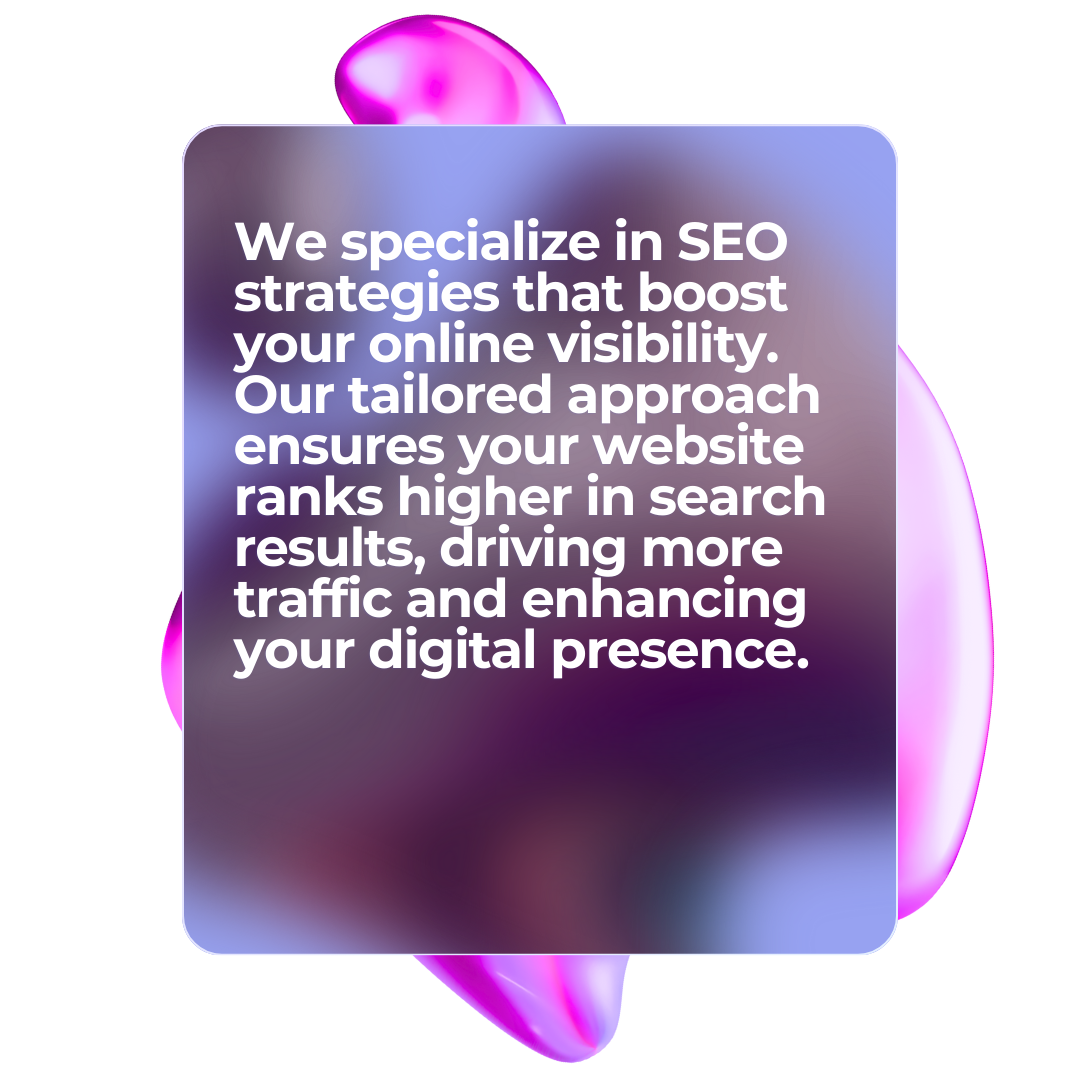 We specialize in SEO
strategies that boost
your online visibility.
Our tailored approach
ensures your website
ranks higher in search
results, driving more
traffic and enhancing
your digital presence.